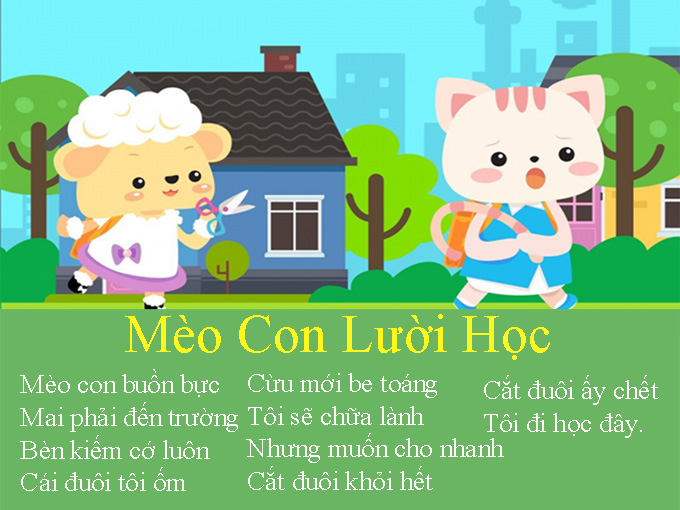 Mèo Con Lười Học
Mèo con buồn bực
Mai phải đến trường
Bèn kiếm cớ luôn
Cái đuôi tôi ốm
Cừu mới be toáng
Tôi sẽ chữa lành
Nhưng muốn cho nhanh
Cắt đuôi khỏi hết
Cắt đuôi ấy chết
Tôi đi học đây.